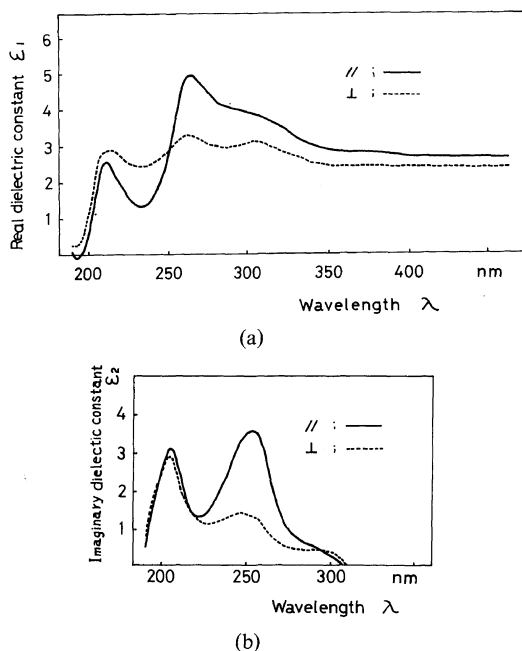 Real dielectric constant ε₁
6
5
4
3
2
1
// ; 
⊥ ; 
200 250 300 350 400 nm
Wavelength λ
(a)
Imaginary dielectic constant ε₂
4
3
2
1
// ; 
⊥ ; 
200 250 300 nm
Wavelength λ
(b)